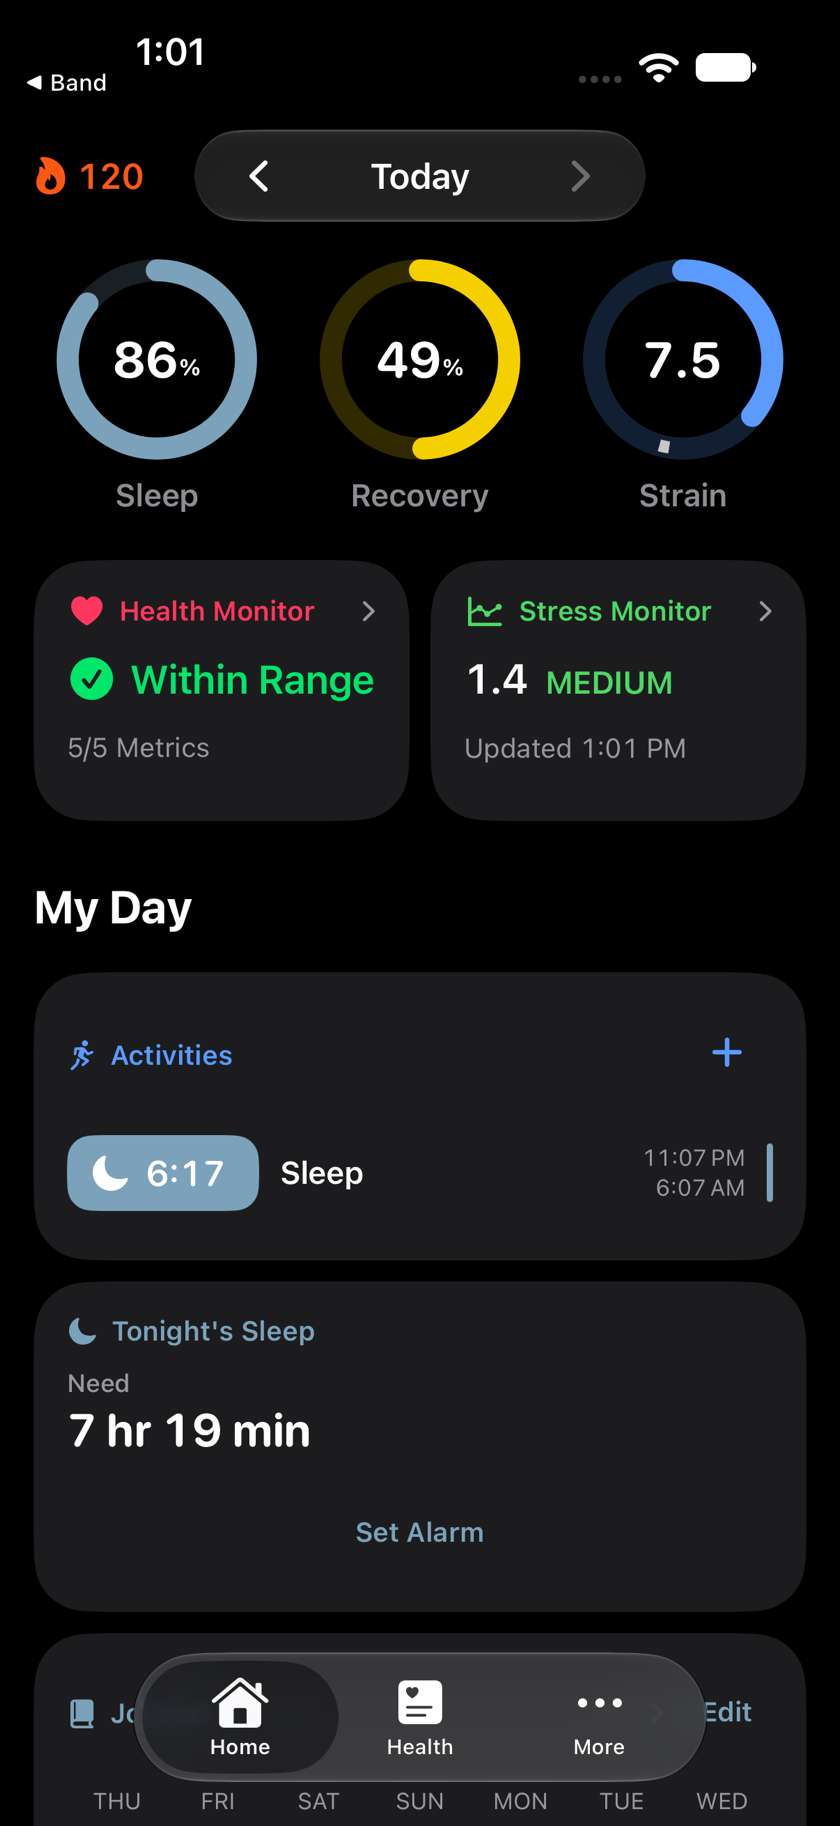 1:01
◀ Band
120
Today
86%
49%
7.5
Sleep
Recovery
Strain
Health Monitor
Within Range
5/5 Metrics
Stress Monitor
1.4 MEDIUM
Updated 1:01 PM
My Day
Activities
6:17
Sleep
11:07 PM
6:07 AM
Tonight's Sleep
Need
7 hr 19 min
Set Alarm
Edit
Home
Health
More
THU FRI SAT SUN MON TUE WED